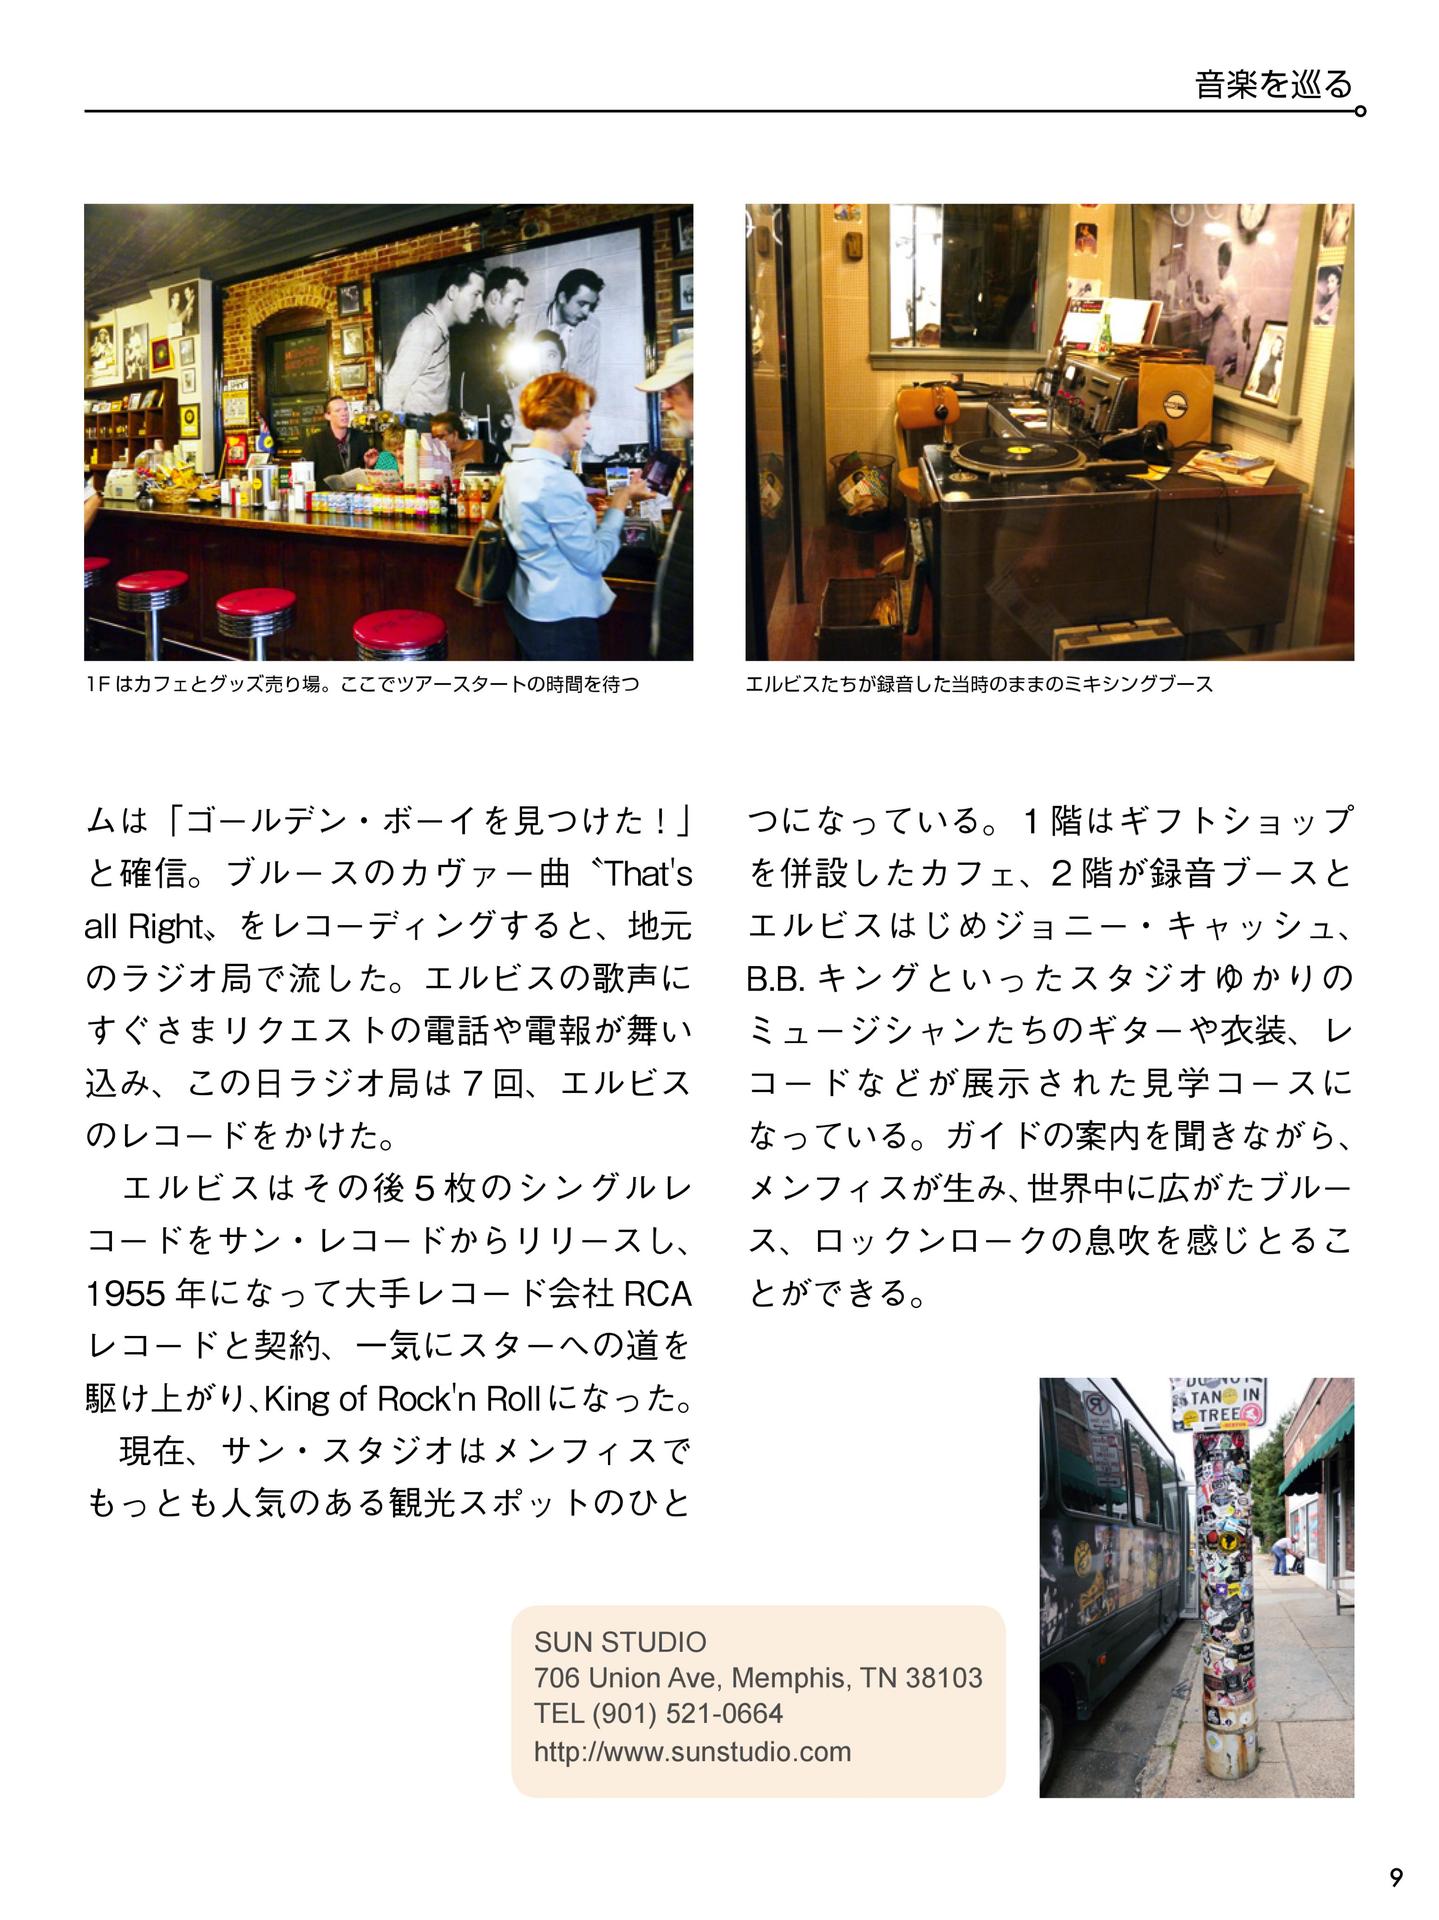 音楽を巡る
1F はカフェとグッズ売り場。ここでツアースタートの時間を待つ
エルビスたちが録音した当時のままのミキシングブース
ムは「ゴールデン・ボーイを見つけた！」
と確信。ブルースのカヴァー曲〝That's
all Right〟をレコーディングすると、地元
のラジオ局で流した。エルビスの歌声に
すぐさまリクエストの電話や電報が舞い
込み、この日ラジオ局は 7 回、エルビス
のレコードをかけた。
　エルビスはその後 5 枚のシングルレ
コードをサン・レコードからリリースし、
1955 年になって大手レコード会社 RCA
レコードと契約、一気にスターへの道を
駆け上がり、King of Rock'n Rollになった。
　現在、サン・スタジオはメンフィスで
もっとも人気のある観光スポットのひと
つになっている。 1 階はギフトショップ
を併設したカフェ、2 階が録音ブースと
エルビスはじめジョニー・キャッシュ、
B.B. キングといったスタジオゆかりの
ミュージシャンたちのギターや衣装、レ
コードなどが展示された見学コースに
なっている。ガイドの案内を聞きながら、
メンフィスが生み、世界中に広がたブルー
ス、ロックンロークの息吹を感じとるこ
とができる。
TAN IN
TREE
SUN STUDIO
706 Union Ave, Memphis, TN 38103
TEL (901) 521-0664
http://www.sunstudio.com
9